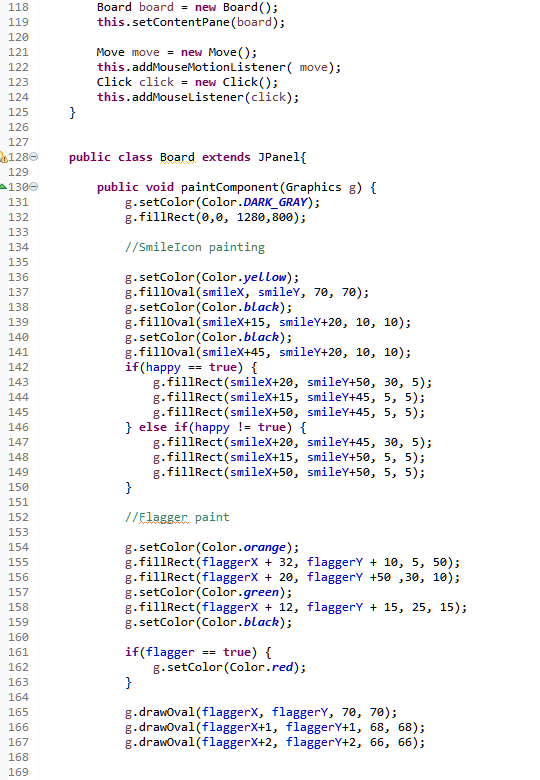 118 Board board = new Board();
119 this.setContentPane(board);
120
121 Move move = new Move();
122 this.addMouseMotionListener( move);
123 Click click = new Click();
124 this.addMouseListener(click);
125 }
126
127
128 public class Board extends JPanel{
129
130 public void paintComponent(Graphics g) {
131 g.setColor(Color.DARK_GRAY);
132 g.fillRect(0,0, 1280,800);
133
134 //SmileIcon painting
135
136 g.setColor(Color.yellow);
137 g.fillOval(smileX, smileY, 70, 70);
138 g.setColor(Color.black);
139 g.fillOval(smileX+15, smileY+20, 10, 10);
140 g.setColor(Color.black);
141 g.fillOval(smileX+45, smileY+20, 10, 10);
142 if(happy == true) {
143 g.fillRect(smileX+20, smileY+50, 30, 5);
144 g.fillRect(smileX+15, smileY+45, 5, 5);
145 g.fillRect(smileX+50, smileY+45, 5, 5);
146 } else if(happy != true) {
147 g.fillRect(smileX+20, smileY+45, 30, 5);
148 g.fillRect(smileX+15, smileY+50, 5, 5);
149 g.fillRect(smileX+50, smileY+50, 5, 5);
150 }
151
152 //Flagger paint
153
154 g.setColor(Color.orange);
155 g.fillRect(flaggerX + 32, flaggerY + 10, 5, 50);
156 g.fillRect(flaggerX + 20, flaggerY +50 ,30, 10);
157 g.setColor(Color.green);
158 g.fillRect(flaggerX + 12, flaggerY + 15, 25, 15);
159 g.setColor(Color.black);
160
161 if(flagger == true) {
162 g.setColor(Color.red);
163 }
164
165 g.drawOval(flaggerX, flaggerY, 70, 70);
166 g.drawOval(flaggerX+1, flaggerY+1, 68, 68);
167 g.drawOval(flaggerX+2, flaggerY+2, 66, 66);
168
169